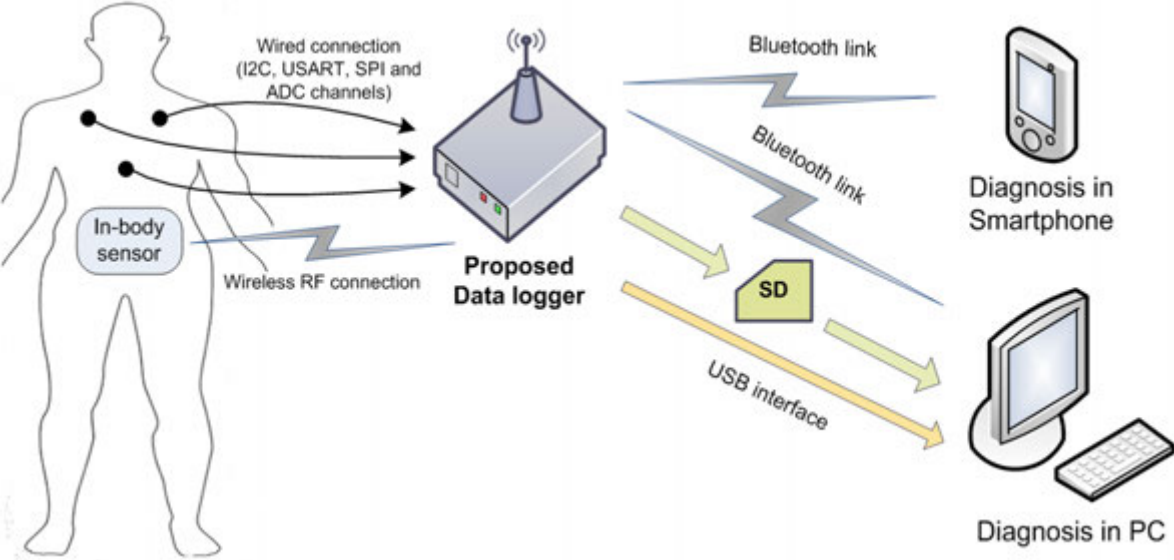 Wired connection
(I2C, USART, SPI and
ADC channels)
Bluetooth link
Bluetooth link
Diagnosis in
Smartphone
In-body
sensor
Wireless RF connection
Proposed
Data logger
SD
USB interface
Diagnosis in PC